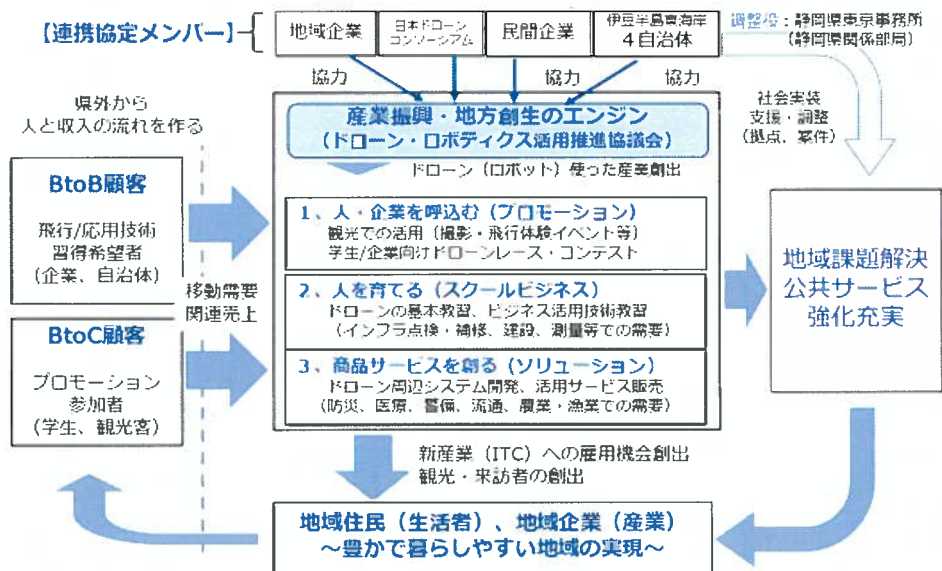 【連携協定メンバー】
地域企業
日本ドローン
コンソーシアム
民間企業
伊豆半島東海岸
4自治体
調整役：静岡県東京事務所
（静岡県関係部局）
協力
協力
協力
県外から
人と収入の流れを作る
産業振興・地方創生のエンジン
（ドローン・ロボティクス活用推進協議会）
社会実装
支援・調整
（拠点、案件）
ドローン（ロボット）使った産業創出
BtoB顧客
飛行/応用技術
習得希望者
（企業、自治体）
1、人・企業を呼込む（プロモーション）
観光での活用（撮影・飛行体験イベント等）
学生/企業向けドローンレース・コンテスト
移動需要
関連売上
2、人を育てる（スクールビジネス）
ドローンの基本教習、ビジネス活用技術教習
（インフラ点検・補修、建設、測量等での需要）
地域課題解決
公共サービス
強化充実
BtoC顧客
プロモーション
参加者
（学生、観光客）
3、商品サービスを創る（ソリューション）
ドローン周辺システム開発、活用サービス販売
（防災、医療、警備、流通、農業・漁業での需要）
新産業（ITC）への雇用機会創出
観光・来訪者の創出
地域住民（生活者）、地域企業（産業）
～豊かで暮らしやすい地域の実現～